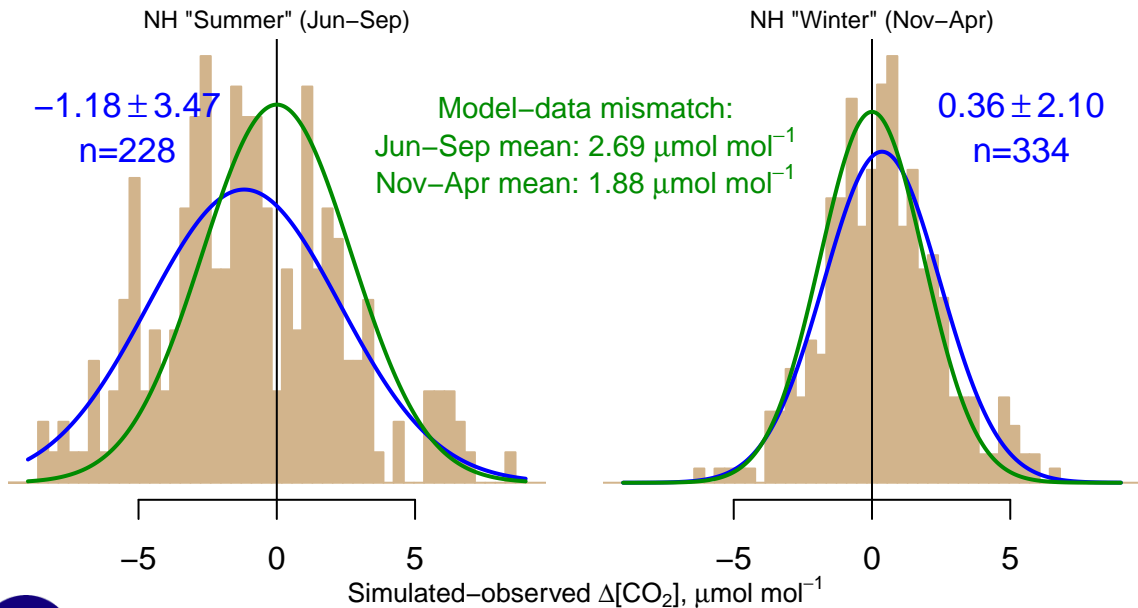 NH "Summer" (Jun−Sep)
−1.18 ± 3.47
n=228
Model−data mismatch:
Jun−Sep mean: 2.69 μmol mol⁻¹
Nov−Apr mean: 1.88 μmol mol⁻¹
NH "Winter" (Nov−Apr)
0.36 ± 2.10
n=334
−5 0 5
−5 0 5
Simulated−observed Δ[CO₂], μmol mol⁻¹